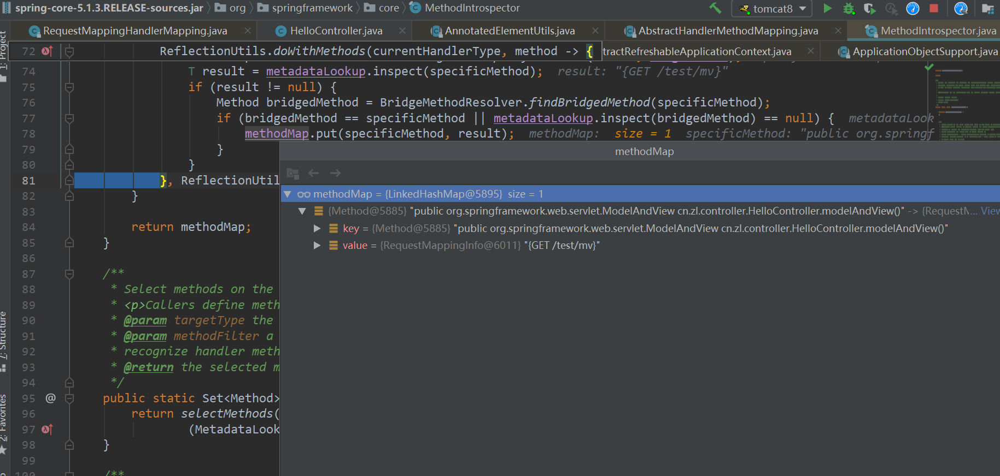 spring-core-5.1.3.RELEASE-sources.jar org springframework core MethodIntrospector tomcat8
RequestMappingHandlerMapping.java HelloController.java AnnotatedElementUtils.java AbstractHandlerMethodMapping.java MethodIntrospector.java
72 ReflectionUtils.doWithMethods(currentHandlerType, method -> { tractRefreshableApplicationContext.java ApplicationObjectSupport.java
74 T result = metadataLookup.inspect(specificMethod); result: "{GET /test/mv}"
75 if (result != null) {
76 Method bridgedMethod = BridgeMethodResolver.findBridgedMethod(specificMethod);
77 if (bridgedMethod == specificMethod || metadataLookup.inspect(bridgedMethod) == null) { metadataLook
78 methodMap.put(specificMethod, result); methodMap: size = 1 specificMethod: "public org.springf
79 }
80 }
81 }, ReflectionUtil
82 }
83
84 return methodMap;
85 }
86
87 /**
88 * Select methods on the
89 * <p>Callers define meth
90 * @param targetType the
91 * @param methodFilter a
92 * recognize handler meth
93 * @return the selected m
94 */
95 @ public static Set<Method>
96 return selectMethods(
97 (MetadataLook
98 }
99
100 /**
methodMap
methodMap = {LinkedHashMap@5895} size = 1
{Method@5885} "public org.springframework.web.servlet.ModelAndView cn.zl.controller.HelloController.modelAndView()" -> {RequestM... View
key = {Method@5885} "public org.springframework.web.servlet.ModelAndView cn.zl.controller.HelloController.modelAndView()"
value = {RequestMappingInfo@6011} "{GET /test/mv}"
1: Project
7: Structure
2: Favorites